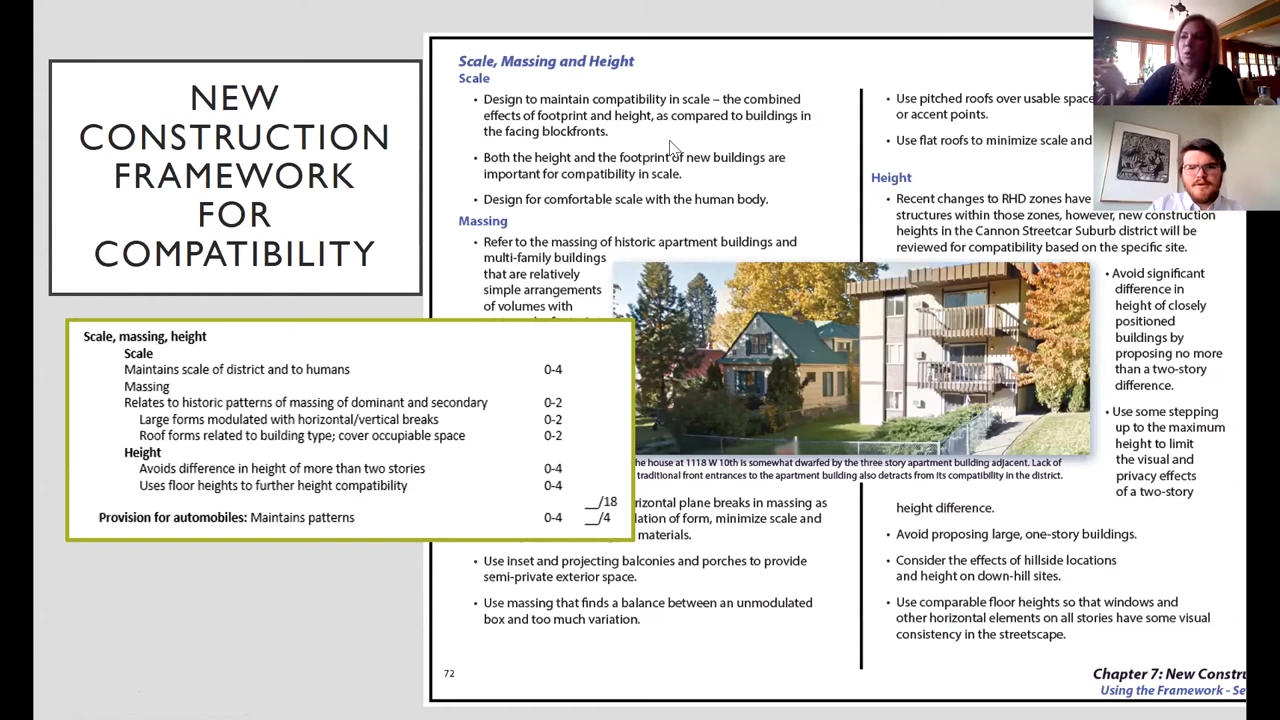 NEW
CONSTRUCTION
FRAMEWORK
FOR
COMPATIBILITY
Scale, Massing and Height
Scale
• Design to maintain compatibility in scale – the combined
effects of footprint and height, as compared to buildings in
the facing blockfronts.
• Both the height and the footprint of new buildings are
important for compatibility in scale.
• Design for comfortable scale with the human body.
Massing
• Refer to the massing of historic apartment buildings and
multi-family buildings
that are relatively
simple arrangements
of volumes with
he house at 1118 W 10th is somewhat dwarfed by the three story apartment building adjacent. Lack of
traditional front entrances to the apartment building also detracts from its compatibility in the district.
rizontal plane breaks in massing as
lation of form, minimize scale and
materials.
• Use inset and projecting balconies and porches to provide
semi-private exterior space.
• Use massing that finds a balance between an unmodulated
box and too much variation.
72
• Use pitched roofs over usable space
or accent points.
• Use flat roofs to minimize scale and
Height
• Recent changes to RHD zones have
structures within those zones, however, new construction
heights in the Cannon Streetcar Suburb district will be
reviewed for compatibility based on the specific site.
• Avoid significant
difference in
height of closely
positioned
buildings by
proposing no more
than a two-story
difference.
• Use some stepping
up to the maximum
height to limit
the visual and
privacy effects
of a two-story
height difference.
• Avoid proposing large, one-story buildings.
• Consider the effects of hillside locations
and height on down-hill sites.
• Use comparable floor heights so that windows and
other horizontal elements on all stories have some visual
consistency in the streetscape.
Chapter 7: New Constru
Using the Framework - Se
Scale, massing, height
Scale
Maintains scale of district and to humans 0-4
Massing
Relates to historic patterns of massing of dominant and secondary 0-2
Large forms modulated with horizontal/vertical breaks 0-2
Roof forms related to building type; cover occupiable space 0-2
Height
Avoids difference in height of more than two stories 0-4
Uses floor heights to further height compatibility 0-4
__/18
Provision for automobiles: Maintains patterns 0-4 __/4